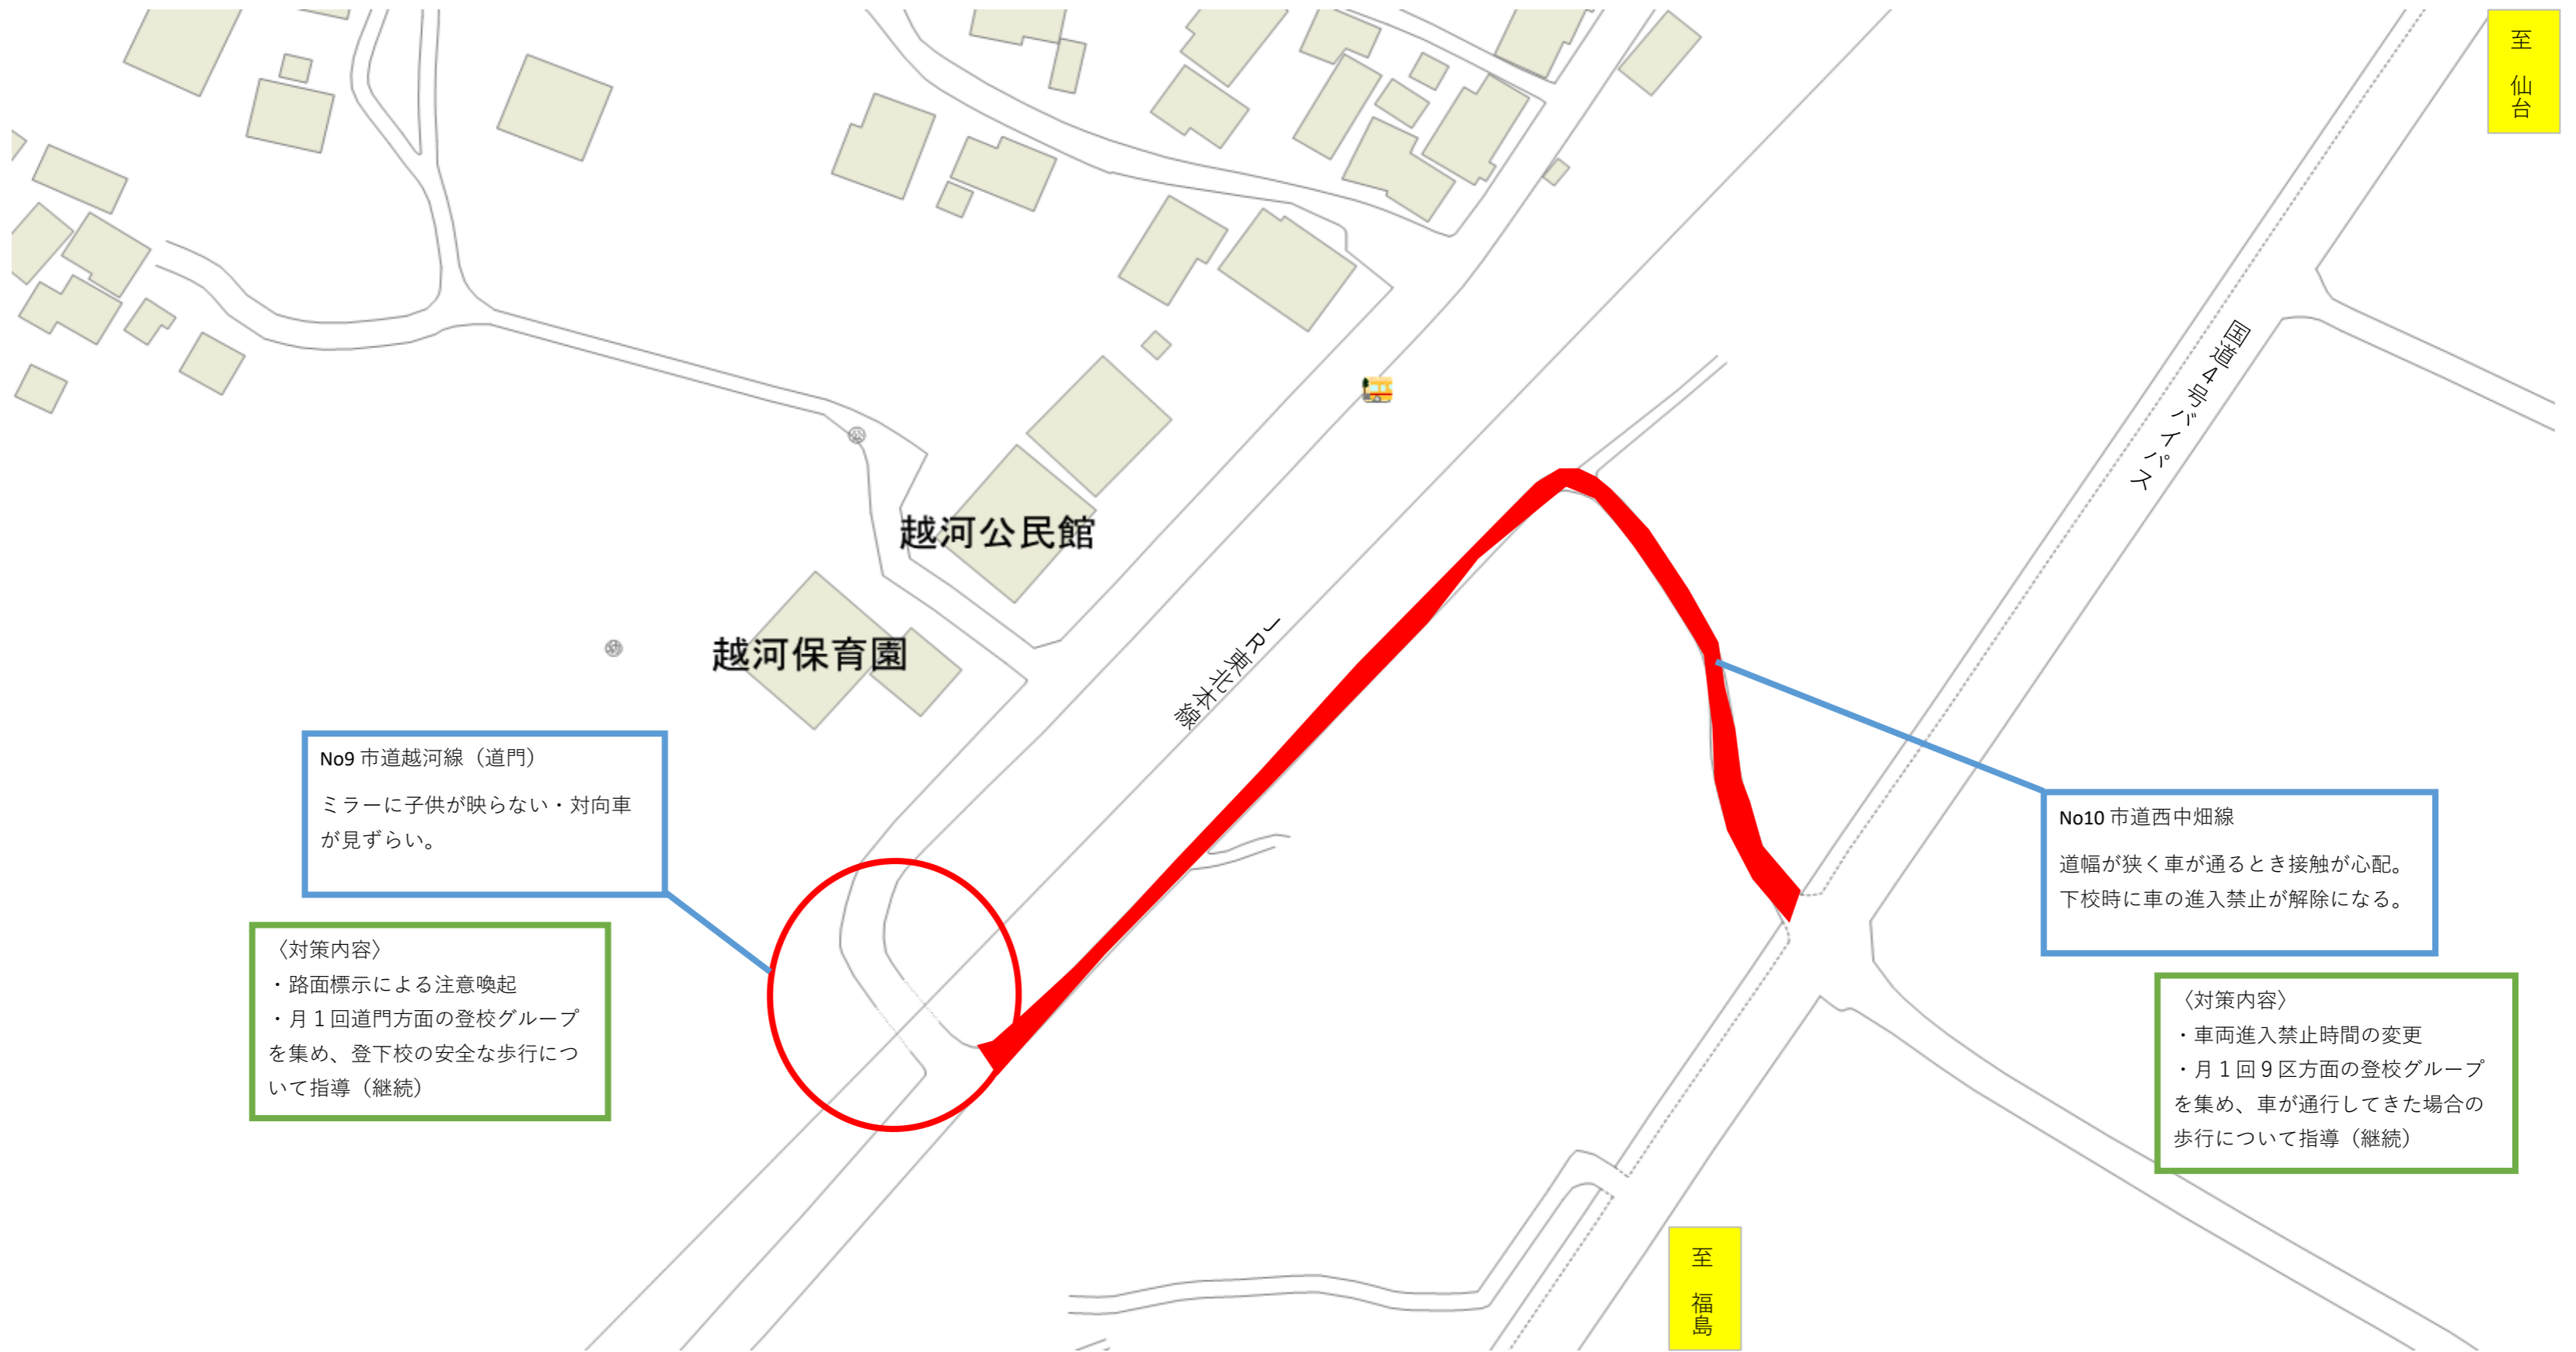 至 仙台
国道4号バイパス
越河公民館
越河保育園
JR東北本線
No9 市道越河線（道門）
ミラーに子供が映らない・対向車
が見ずらい。
〈対策内容〉
・路面標示による注意喚起
・月１回道門方面の登校グループ
を集め、登下校の安全な歩行につ
いて指導（継続）
No10 市道西中畑線
道幅が狭く車が通るとき接触が心配。
下校時に車の進入禁止が解除になる。
〈対策内容〉
・車両進入禁止時間の変更
・月１回９区方面の登校グループ
を集め、車が通行してきた場合の
歩行について指導（継続）
至 福島